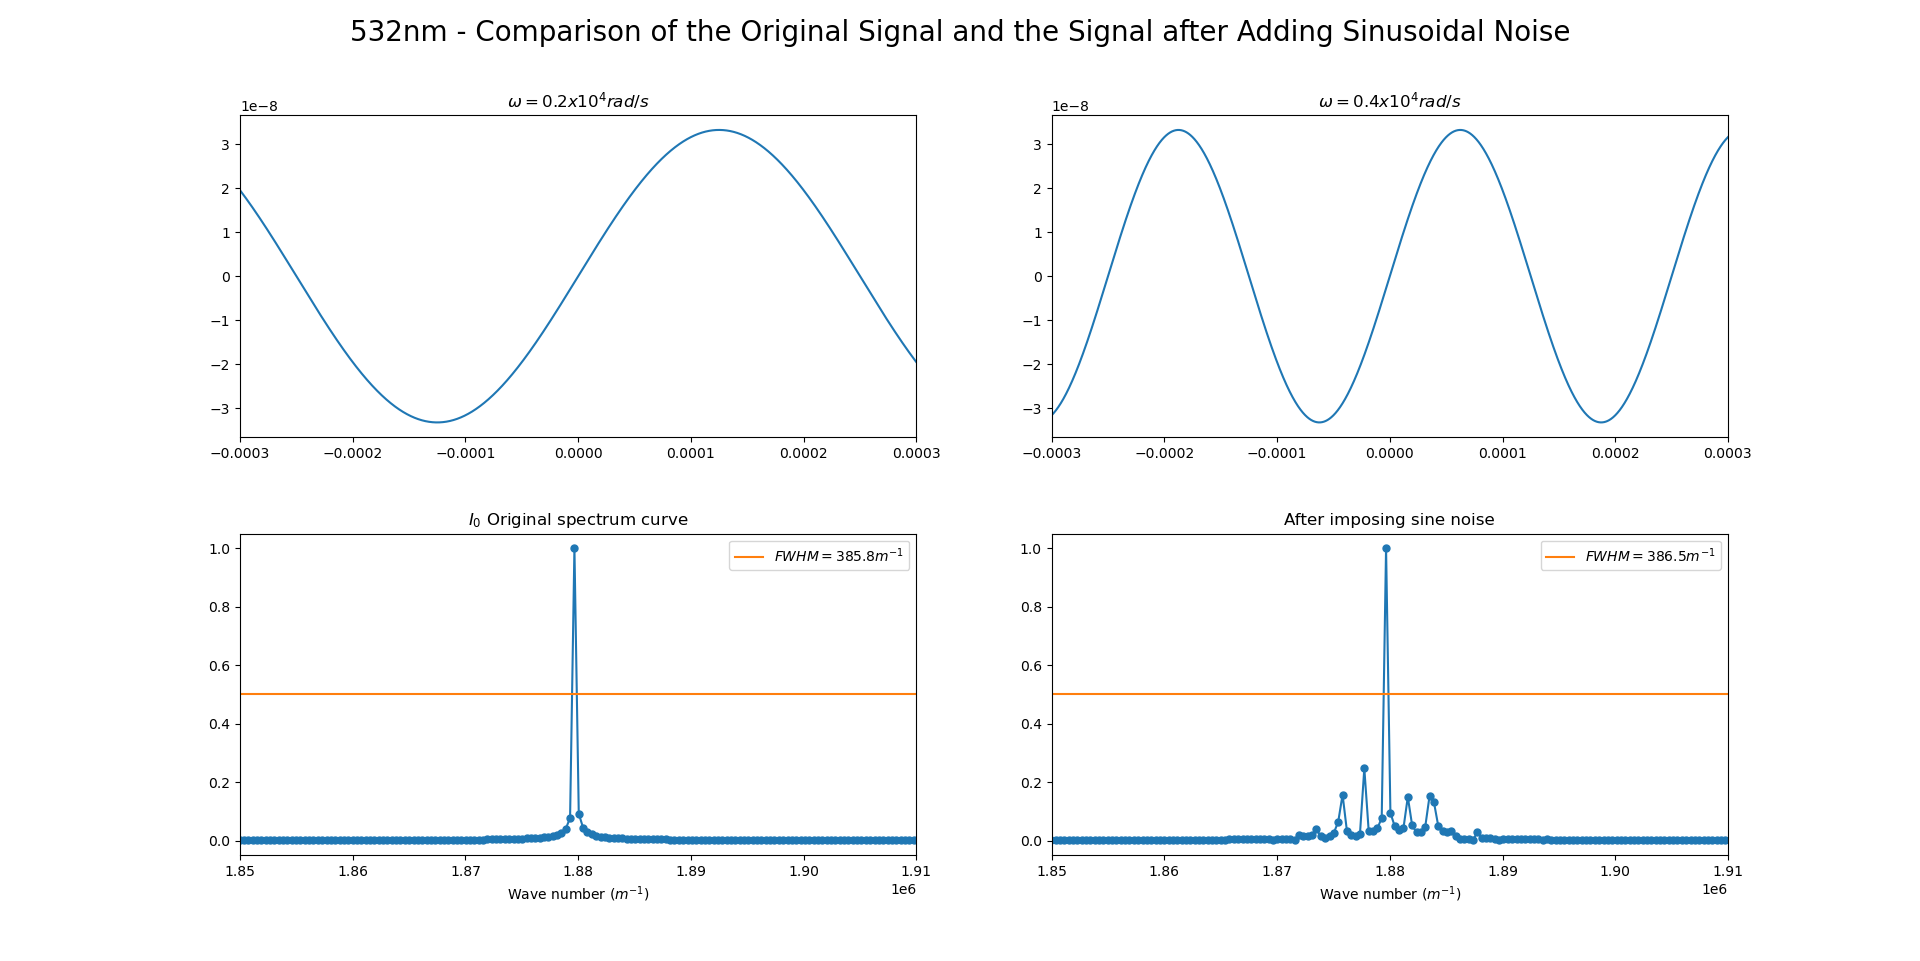 532nm - Comparison of the Original Signal and the Signal after Adding Sinusoidal Noise
ω = 0.2x10⁴rad/s
1e−8
3
2
1
0
−1
−2
−3
−0.0003 −0.0002 −0.0001 0.0000 0.0001 0.0002 0.0003
ω = 0.4x10⁴rad/s
1e−8
3
2
1
0
−1
−2
−3
−0.0003 −0.0002 −0.0001 0.0000 0.0001 0.0002 0.0003
I₀ Original spectrum curve
FWHM = 385.8m⁻¹
1.0
0.8
0.6
0.4
0.2
0.0
1.85 1.86 1.87 1.88 1.89 1.90 1.91
1e6
Wave number (m⁻¹)
After imposing sine noise
FWHM = 386.5m⁻¹
1.0
0.8
0.6
0.4
0.2
0.0
1.85 1.86 1.87 1.88 1.89 1.90 1.91
1e6
Wave number (m⁻¹)